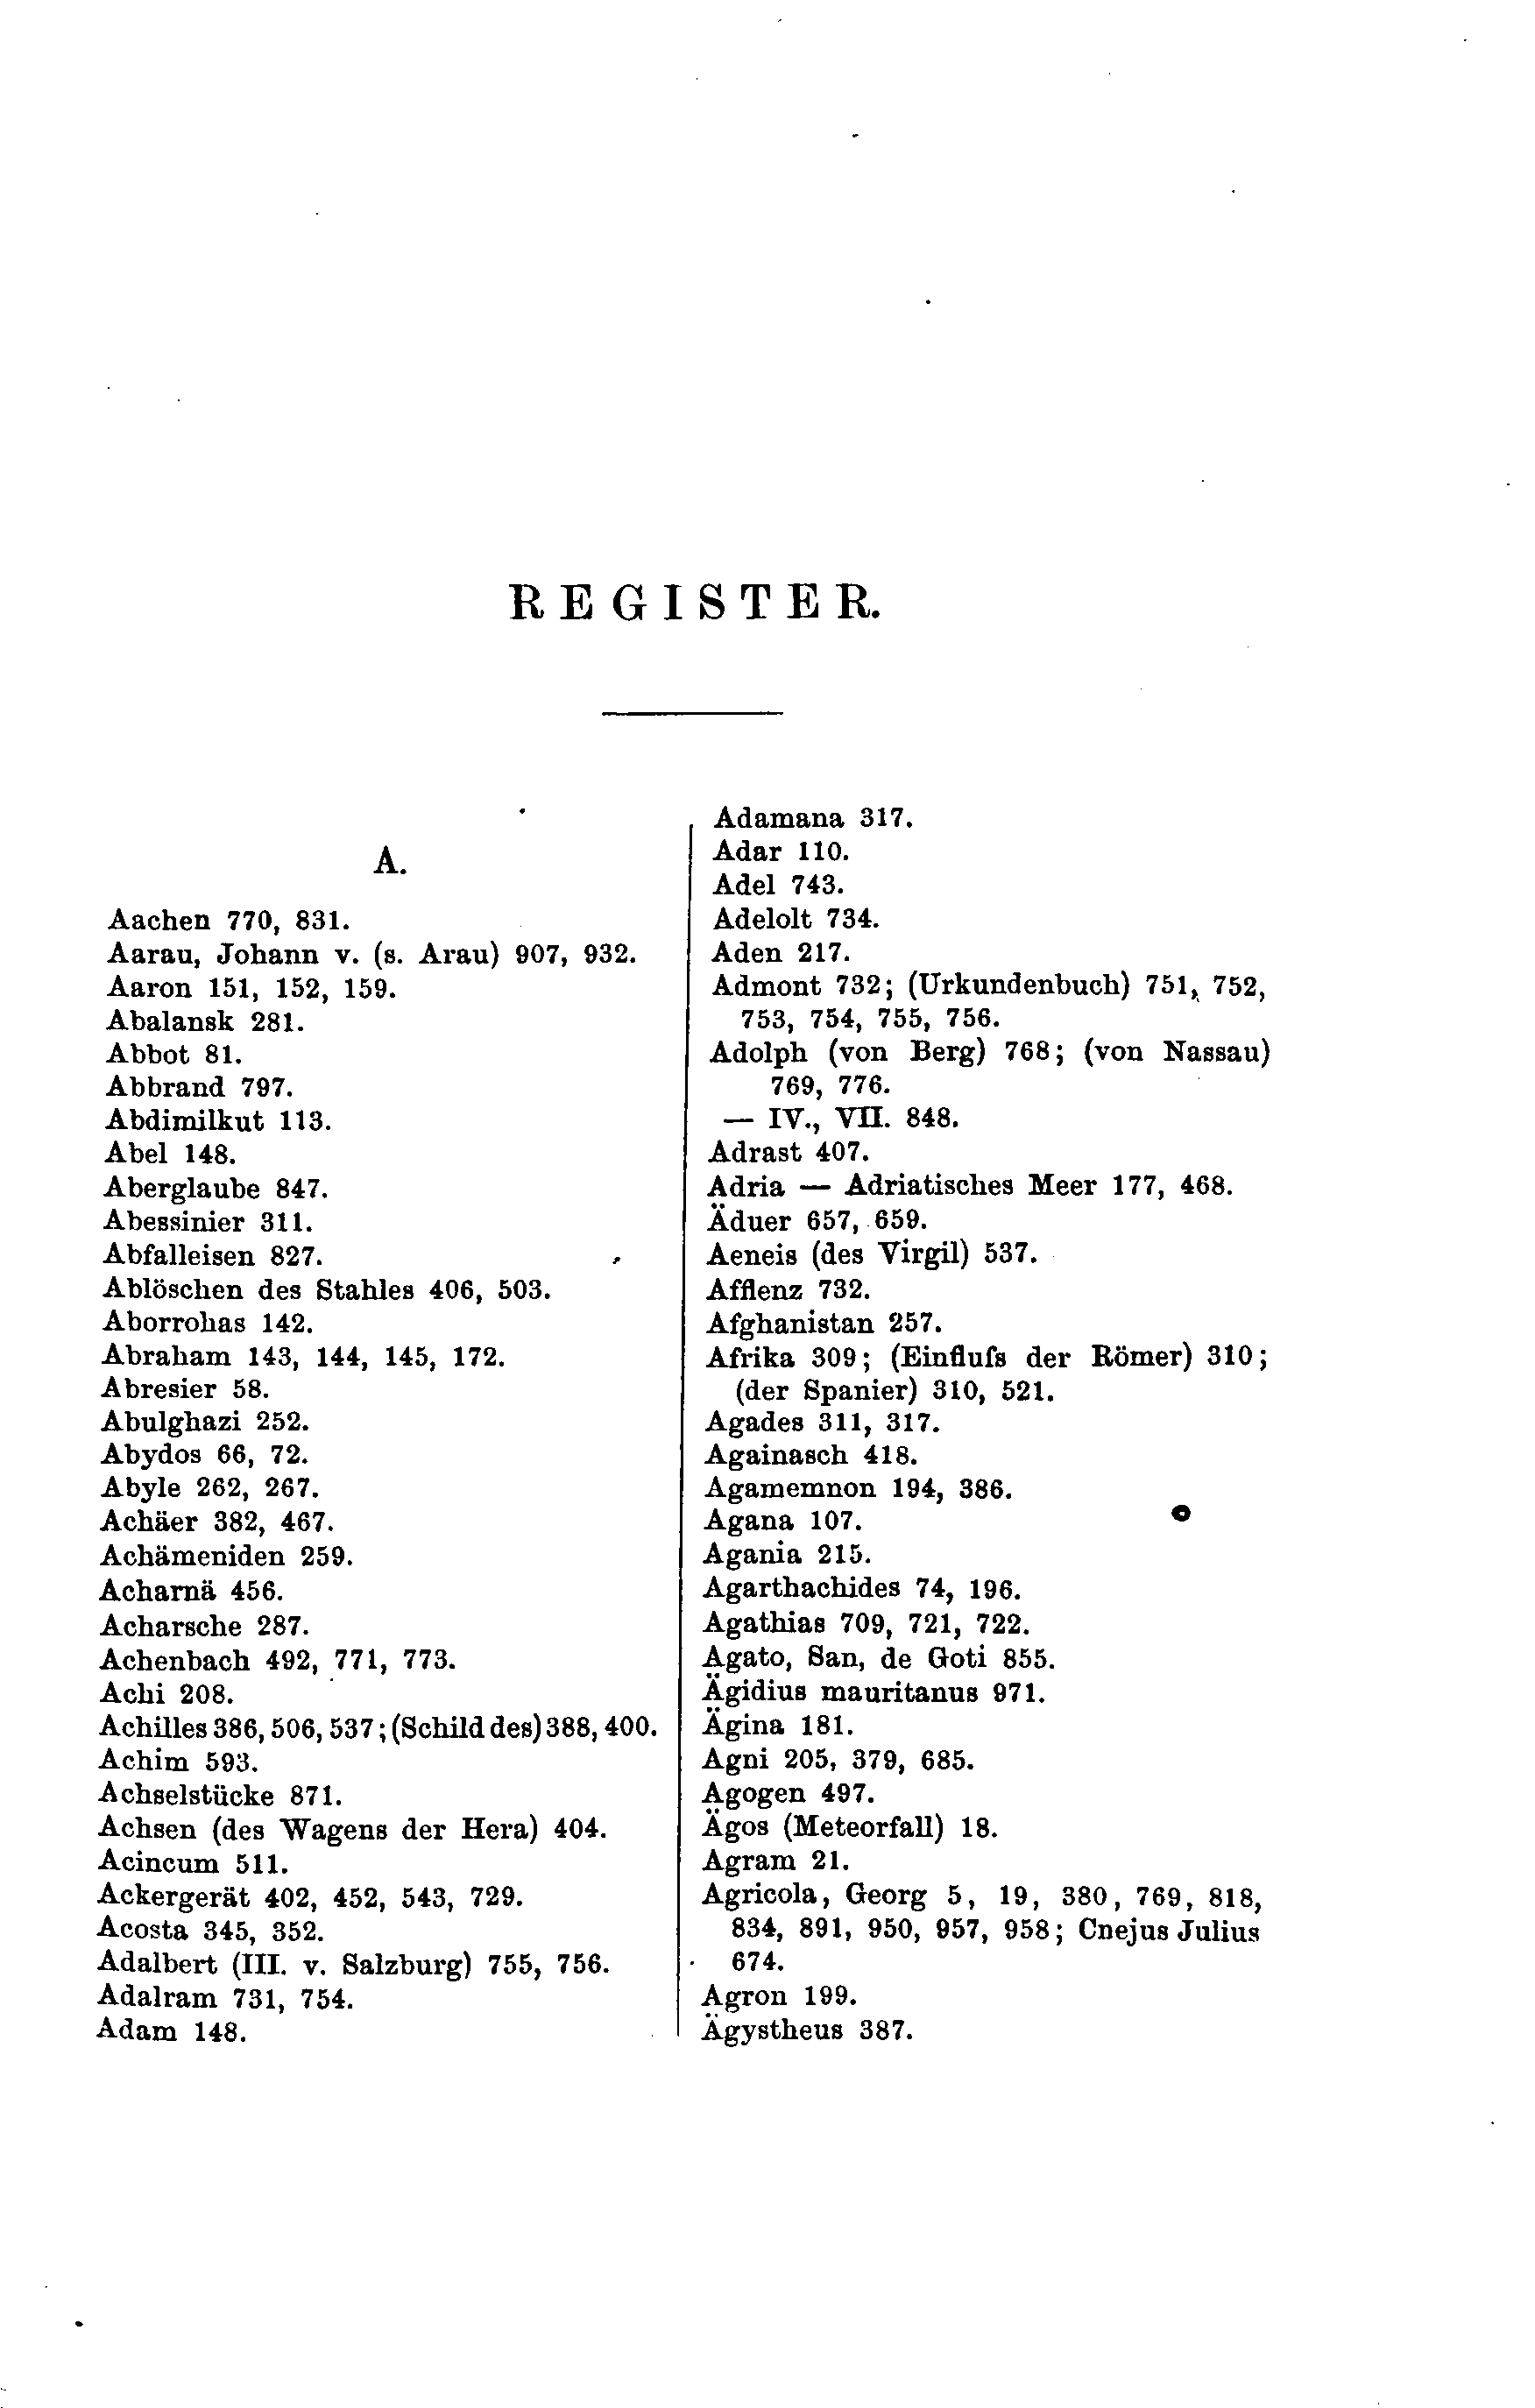 REGISTER.
A.
Aachen 770, 831.
Aarau, Johann v. (s. Arau) 907, 932.
Aaron 151, 152, 159.
Abalansk 281.
Abbot 81.
Abbrand 797.
Abdimilkut 113.
Abel 148.
Aberglaube 847.
Abessinier 311.
Abfalleisen 827.
Ablöschen des Stahles 406, 503.
Aborrohas 142.
Abraham 143, 144, 145, 172.
Abresier 58.
Abulghazi 252.
Abydos 66, 72.
Abyle 262, 267.
Achäer 382, 467.
Achämeniden 259.
Acharnä 456.
Acharsche 287.
Achenbach 492, 771, 773.
Achi 208.
Achilles 386, 506, 537; (Schild des) 388, 400.
Achim 593.
Achselstücke 871.
Achsen (des Wagens der Hera) 404.
Acincum 511.
Ackergerät 402, 452, 543, 729.
Acosta 345, 352.
Adalbert (III. v. Salzburg) 755, 756.
Adalram 731, 754.
Adam 148.
Adamana 317.
Adar 110.
Adel 743.
Adelolt 734.
Aden 217.
Admont 732; (Urkundenbuch) 751, 752,
753, 754, 755, 756.
Adolph (von Berg) 768; (von Nassau)
769, 776.
— IV., VII. 848.
Adrast 407.
Adria — Adriatisches Meer 177, 468.
Äduer 657, 659.
Aeneis (des Virgil) 537.
Afflenz 732.
Afghanistan 257.
Afrika 309; (Einfluſs der Römer) 310;
(der Spanier) 310, 521.
Agades 311, 317.
Againasch 418.
Agamemnon 194, 386.
Agana 107.
Agania 215.
Agarthachides 74, 196.
Agathias 709, 721, 722.
Agato, San, de Goti 855.
Ägidius mauritanus 971.
Ägina 181.
Agni 205, 379, 685.
Agogen 497.
Ägos (Meteorfall) 18.
Agram 21.
Agricola, Georg 5, 19, 380, 769, 818,
834, 891, 950, 957, 958; Cnejus Julius
674.
Agron 199.
Ägystheus 387.